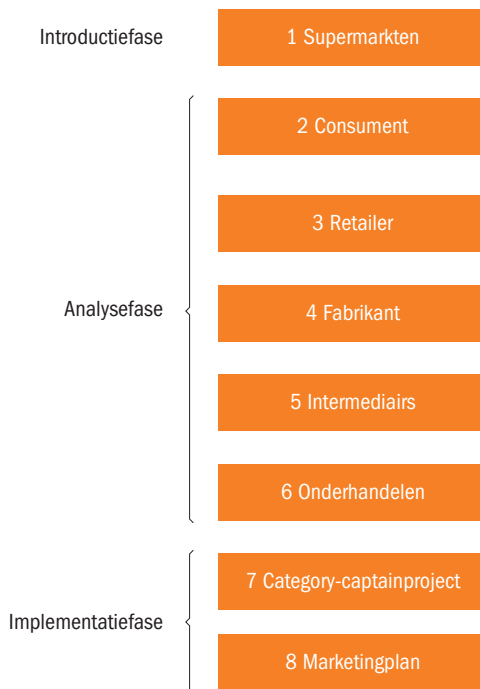 Introductiefase
1 Supermarkten
2 Consument
3 Retailer
Analysefase
4 Fabrikant
5 Intermediairs
6 Onderhandelen
7 Category-captainproject
Implementatiefase
8 Marketingplan